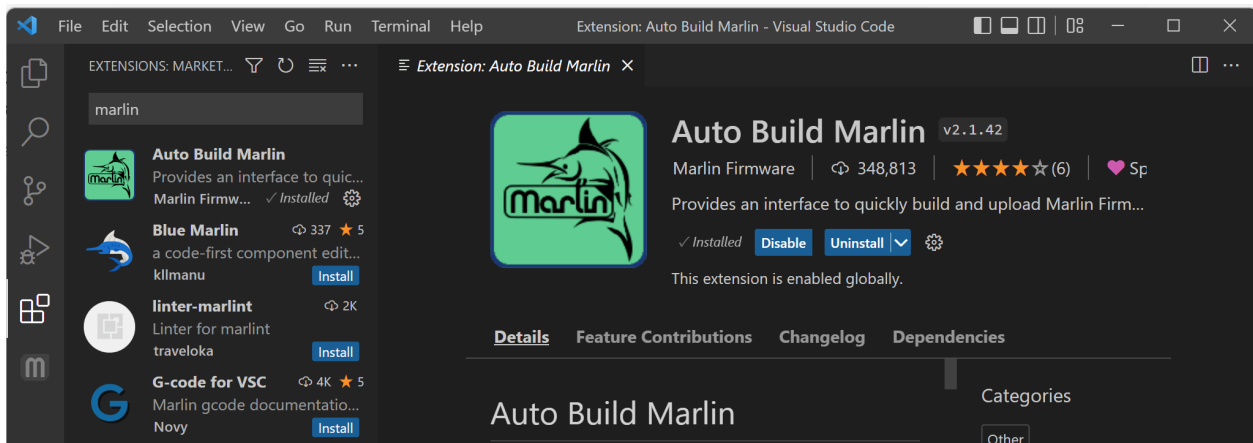 File Edit Selection View Go Run Terminal Help Extension: Auto Build Marlin - Visual Studio Code
EXTENSIONS: MARKET...
Extension: Auto Build Marlin
marlin
Auto Build Marlin
Provides an interface to quic...
Marlin Firmw... Installed
Blue Marlin 337 5
a code-first component edit...
kllmanu Install
linter-marlint 2K
Linter for marlint
traveloka Install
G-code for VSC 4K 5
Marlin gcode documentatio...
Novy Install
Marlin
Marlin
Auto Build Marlin v2.1.42
Marlin Firmware 348,813 (6) Sp
Provides an interface to quickly build and upload Marlin Firm...
Installed Disable Uninstall
This extension is enabled globally.
Details Feature Contributions Changelog Dependencies
Auto Build Marlin
Categories
Other